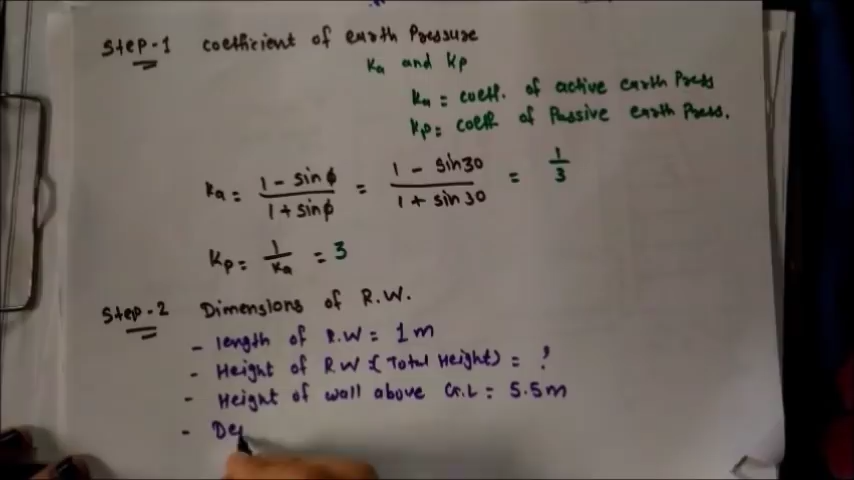 Step-1 coefficient of earth Pressure
Ka and Kp
Ka = coeff. of active earth Press
Kp = coeff of Passive earth Press.
Ka = (1 - sinϕ)/(1 + sinϕ) = (1 - sin30)/(1 + sin30) = 1/3
Kp = 1/Ka = 3
Step-2 Dimensions of R.W.
- length of R.W = 1m
- Height of RW (Total Height) = ?
- Height of wall above G.L = 5.5m
- De